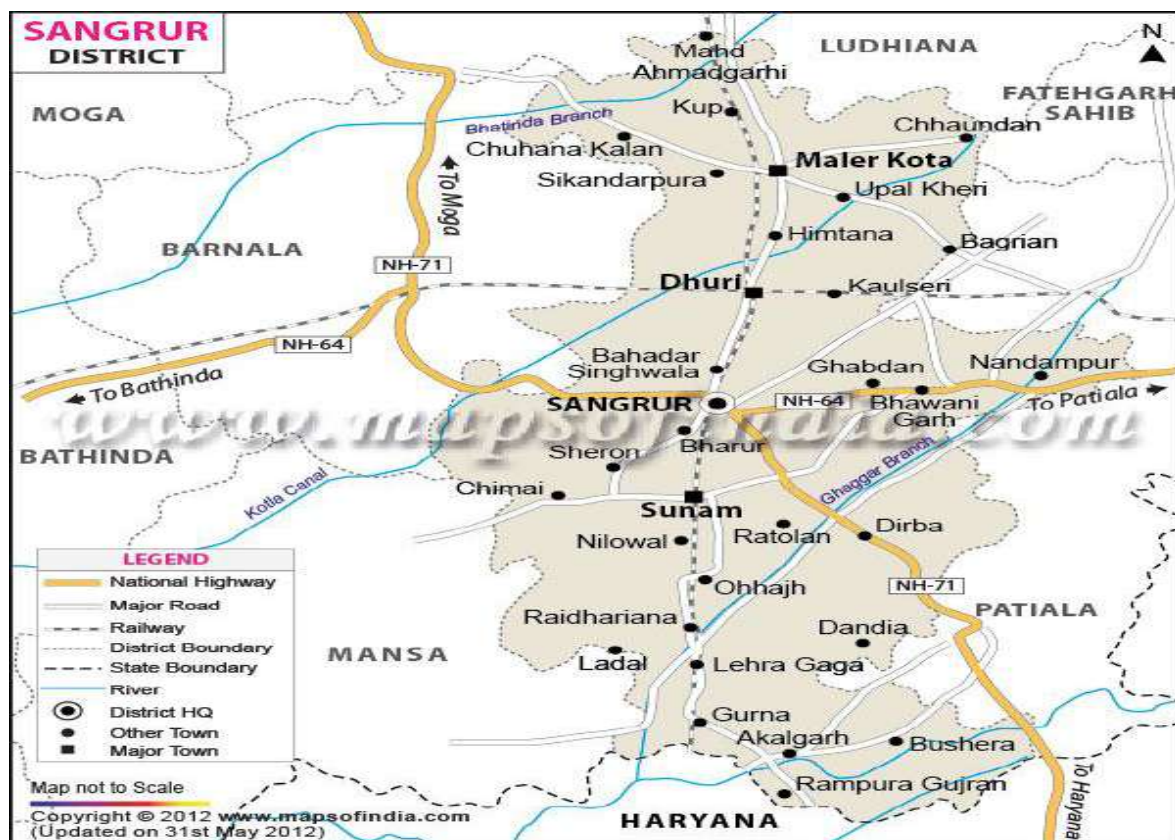 SANGRUR
DISTRICT
N
LUDHIANA
MOGA
FATEHGARH
SAHIB
Mahd
Ahmadgarhi
Kup
Bhatinda Branch
Chhaundan
Chuhana Kalan
Maler Kota
To Moga
Sikandarpura
Upal Kheri
BARNALA
Himtana
Bagrian
NH-71
Dhuri
Kaulseri
NH-64
Bahadar
Singhwala
Ghabdan
Nandampur
To Bathinda
SANGRUR
NH-64
Bhawani
Garh
To Patiala
www.mapsofindia.com
BATHINDA
Bharur
Sheron
Ghaggar Branch
Kotla Canal
Chimai
Sunam
Ratolan
Dirba
Nilowal
LEGEND
National Highway
Major Road
Railway
District Boundary
State Boundary
River
District HQ
Other Town
Major Town
Ohhajh
NH-71
PATIALA
Raidhariana
Dandia
MANSA
Ladal
Lehra Gaga
Gurna
Akalgarh
Bushera
Rampura Gujran
To Haryana
HARYANA
Map not to Scale
Copyright © 2012 www.mapsofindia.com
(Updated on 31st May 2012)